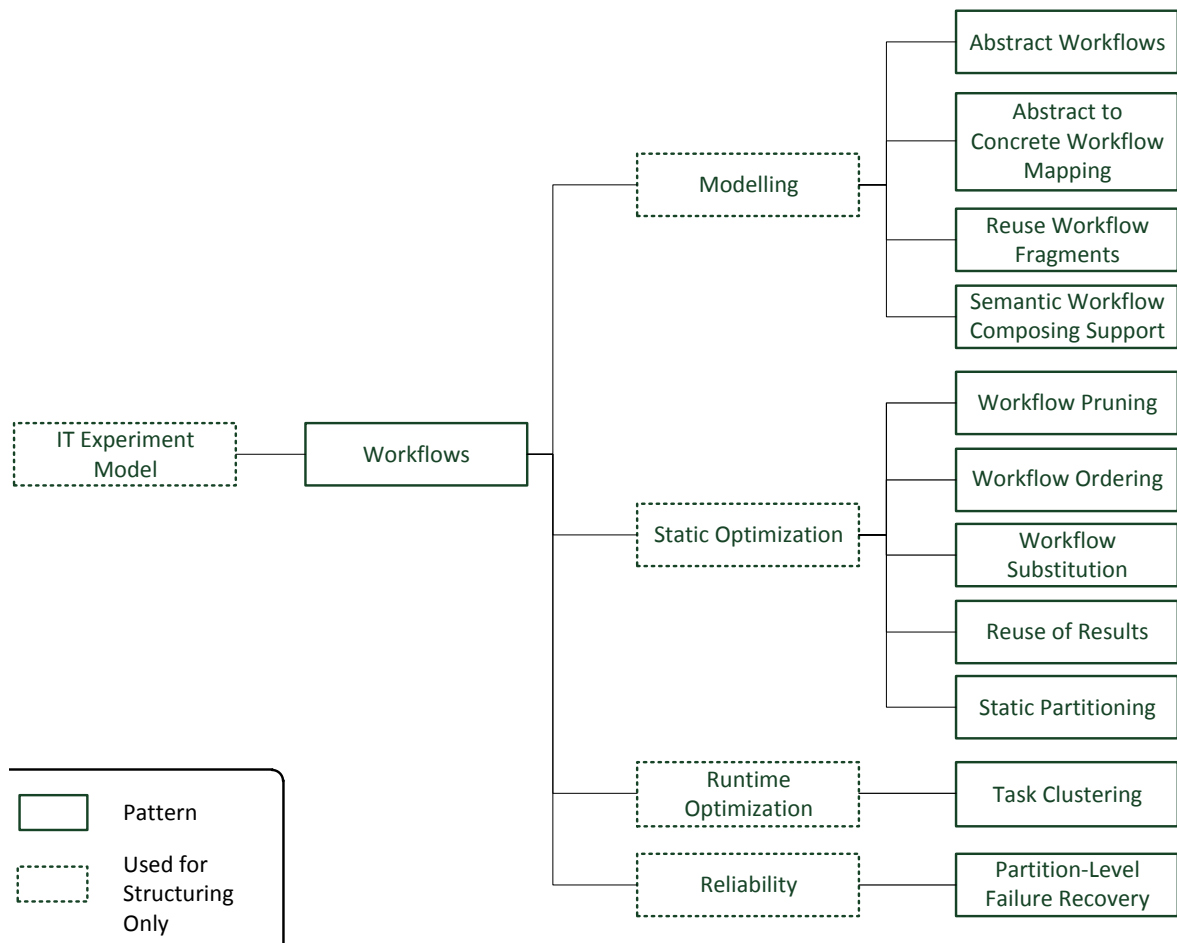 Abstract Workflows
Abstract to
Concrete Workflow
Mapping
Modelling
Reuse Workflow
Fragments
Semantic Workflow
Composing Support
Workflow Pruning
IT Experiment
Model
Workflows
Workflow Ordering
Static Optimization
Workflow
Substitution
Reuse of Results
Static Partitioning
Runtime
Optimization
Task Clustering
Reliability
Partition-Level
Failure Recovery
Pattern
Used for
Structuring
Only